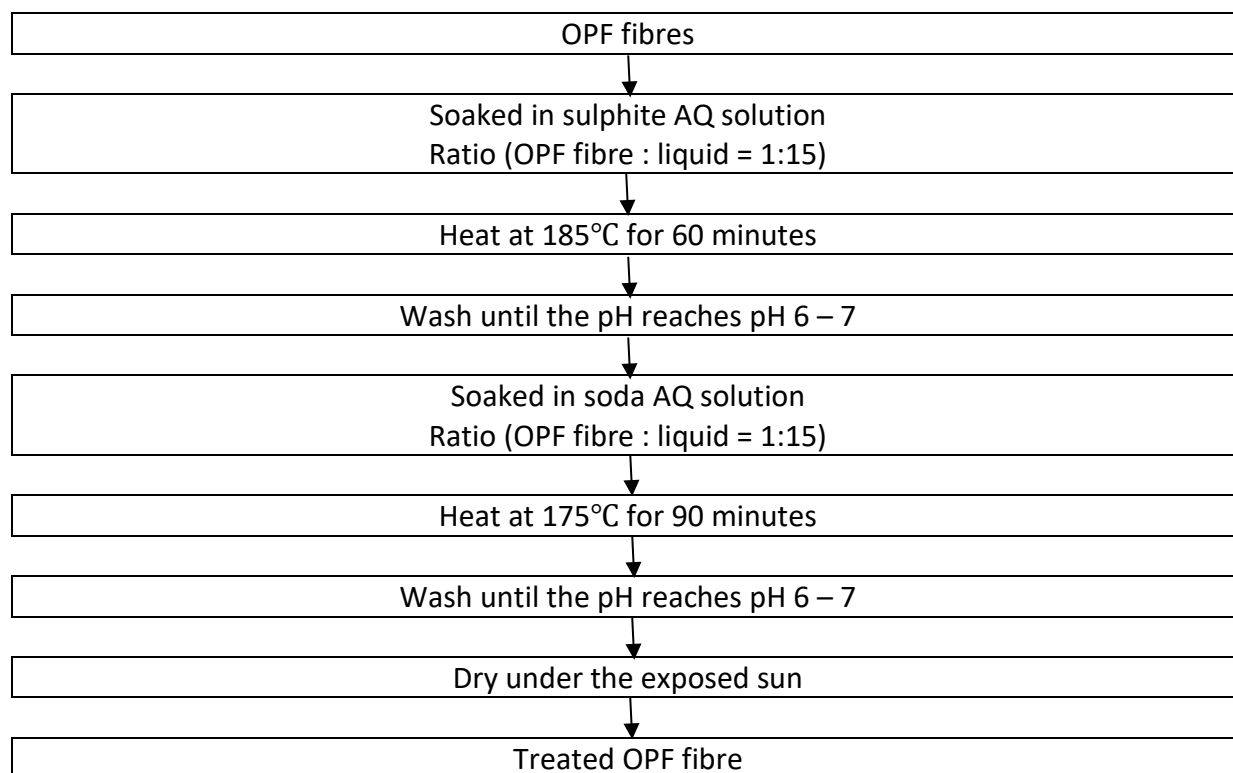 OPF fibres
Soaked in sulphite AQ solution
Ratio (OPF fibre : liquid = 1:15)
Heat at 185℃ for 60 minutes
Wash until the pH reaches pH 6 – 7
Soaked in soda AQ solution
Ratio (OPF fibre : liquid = 1:15)
Heat at 175℃ for 90 minutes
Wash until the pH reaches pH 6 – 7
Dry under the exposed sun
Treated OPF fibre